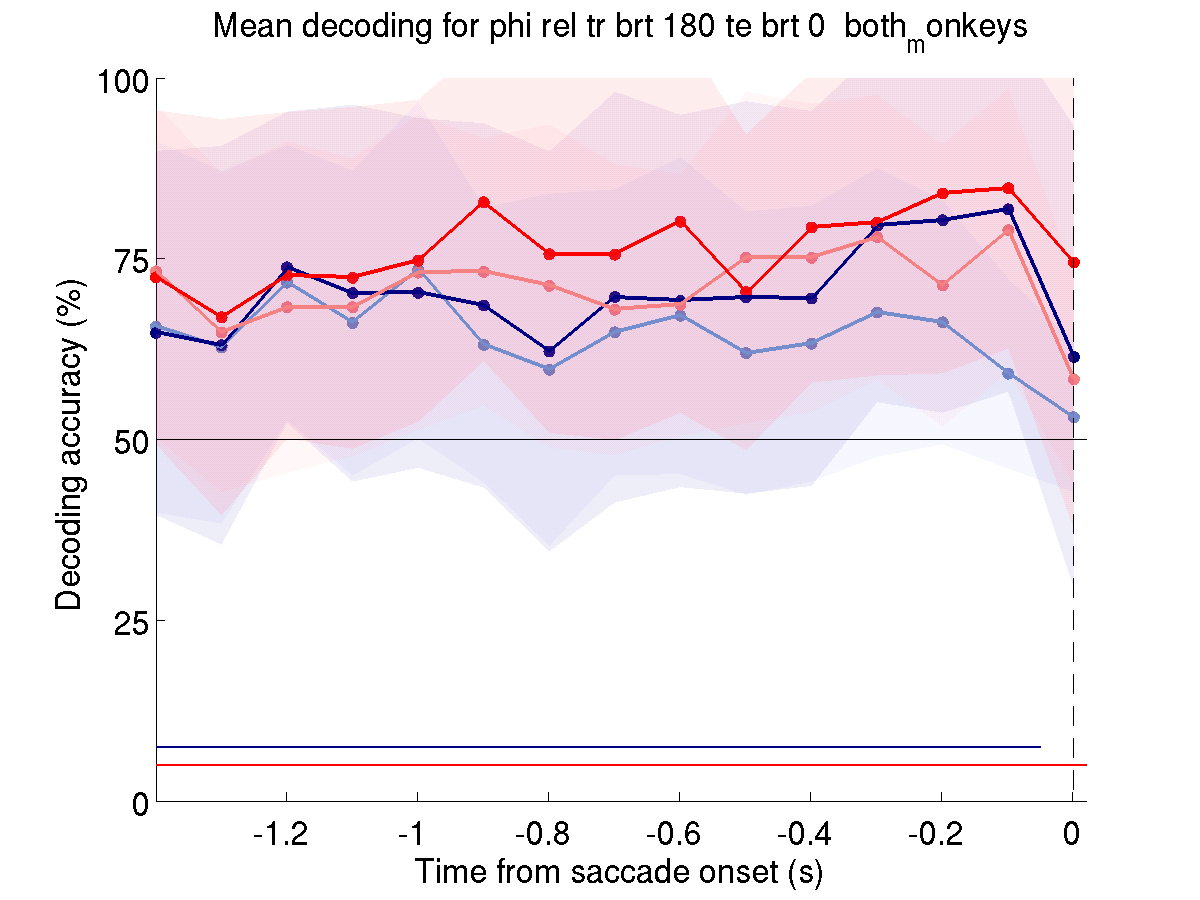 Mean decoding for phi rel tr brt 180 te brt 0 both_monkeys
100
75
50
25
0
Decoding accuracy (%)
-1.2 -1 -0.8 -0.6 -0.4 -0.2 0
Time from saccade onset (s)